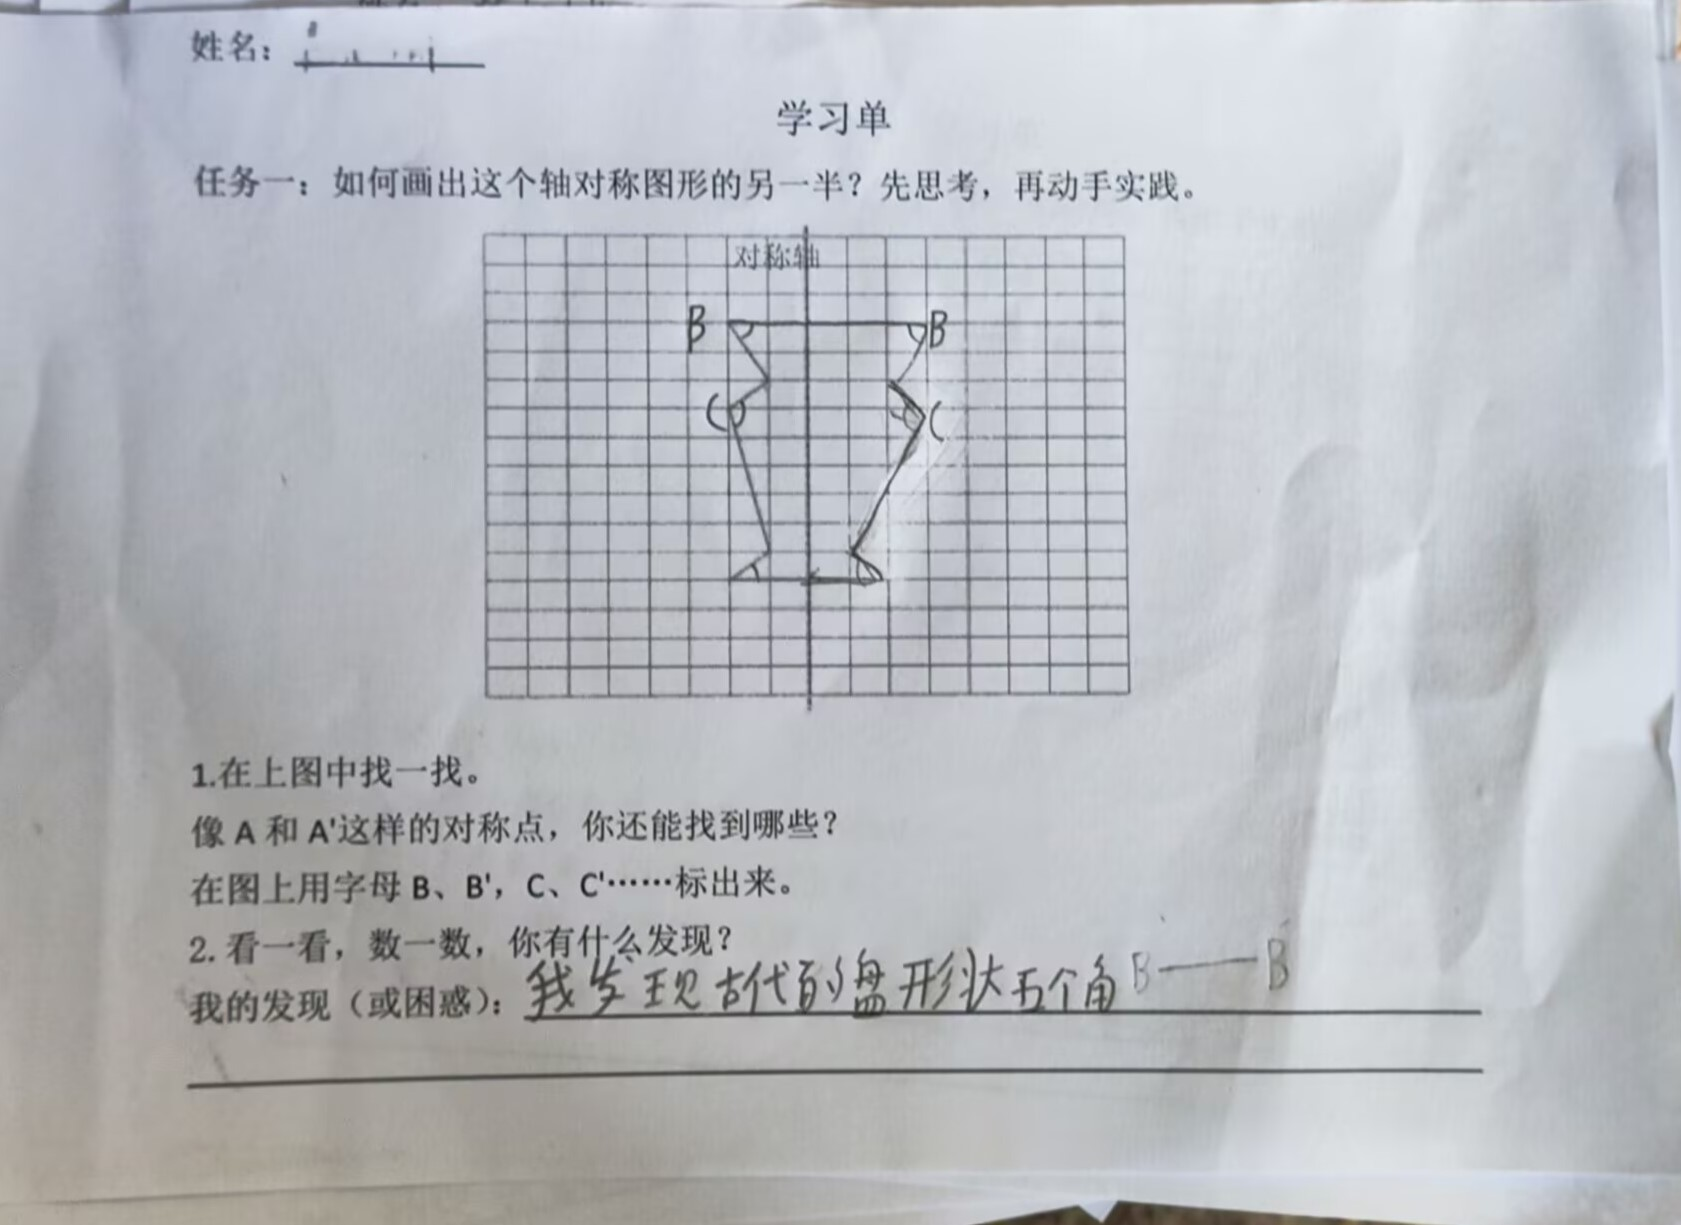 姓名：
学习单
任务一：如何画出这个轴对称图形的另一半？先思考，再动手实践。
对称轴
B B
C C
1.在上图中找一找。
像 A 和 A'这样的对称点，你还能找到哪些？
在图上用字母 B、B'，C、C'……标出来。
2. 看一看，数一数，你有什么发现？
我的发现（或困惑）：我发现古代的盘形状五个角B——B